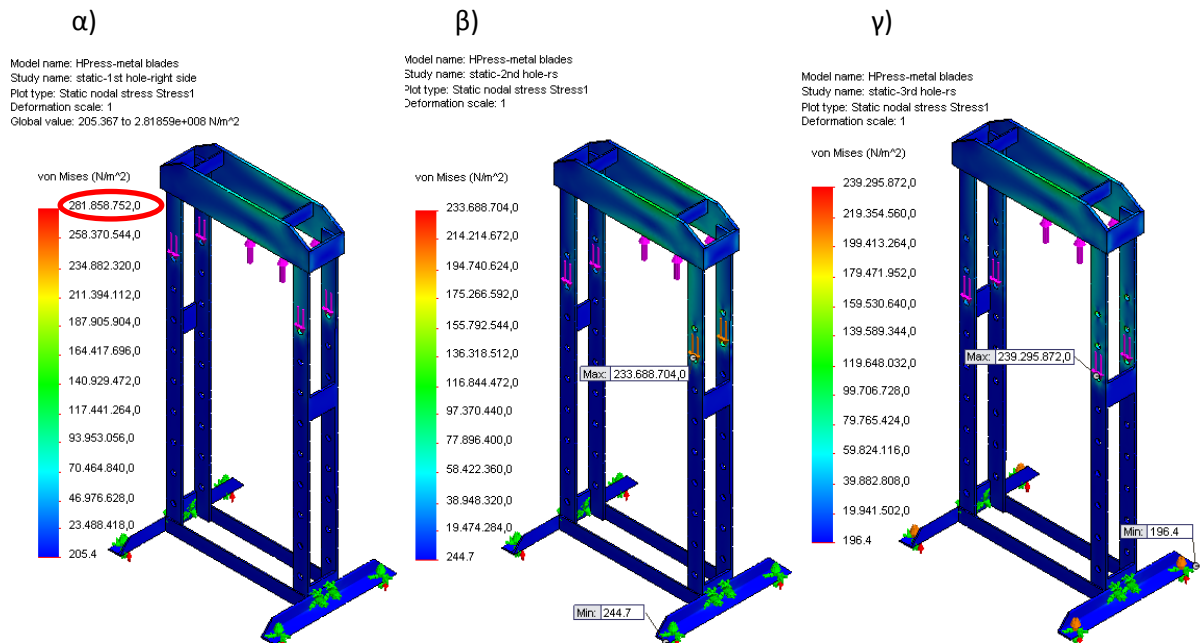 α)
Model name: HPress-metal blades
Study name: static-1st hole-right side
Plot type: Static nodal stress Stress1
Deformation scale: 1
Global value: 205.367 to 2.81859e+008 N/m^2
von Mises (N/m^2)
281.858.752,0
258.370.544,0
234.882.320,0
211.394.112,0
187.905.904,0
164.417.696,0
140.929.472,0
117.441.264,0
93.953.056,0
70.464.840,0
46.976.628,0
23.488.418,0
205.4
β)
Model name: HPress-metal blades
Study name: static-2nd hole-rs
Plot type: Static nodal stress Stress1
Deformation scale: 1
von Mises (N/m^2)
233.688.704,0
214.214.672,0
194.740.624,0
175.266.592,0
155.792.544,0
136.318.512,0
116.844.472,0
97.370.440,0
77.896.400,0
58.422.360,0
38.948.320,0
19.474.284,0
244.7
Max: 233.688.704,0
Min: 244.7
γ)
Model name: HPress-metal blades
Study name: static-3rd hole-rs
Plot type: Static nodal stress Stress1
Deformation scale: 1
von Mises (N/m^2)
239.295.872,0
219.354.560,0
199.413.264,0
179.471.952,0
159.530.640,0
139.589.344,0
119.648.032,0
99.706.728,0
79.765.424,0
59.824.116,0
39.882.808,0
19.941.502,0
196.4
Max: 239.295.872,0
Min: 196.4